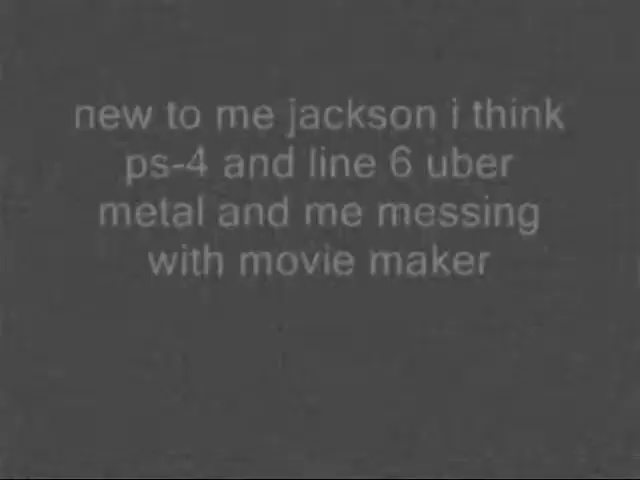 new to me jackson i think
ps-4 and line 6 uber
metal and me messing
with movie maker